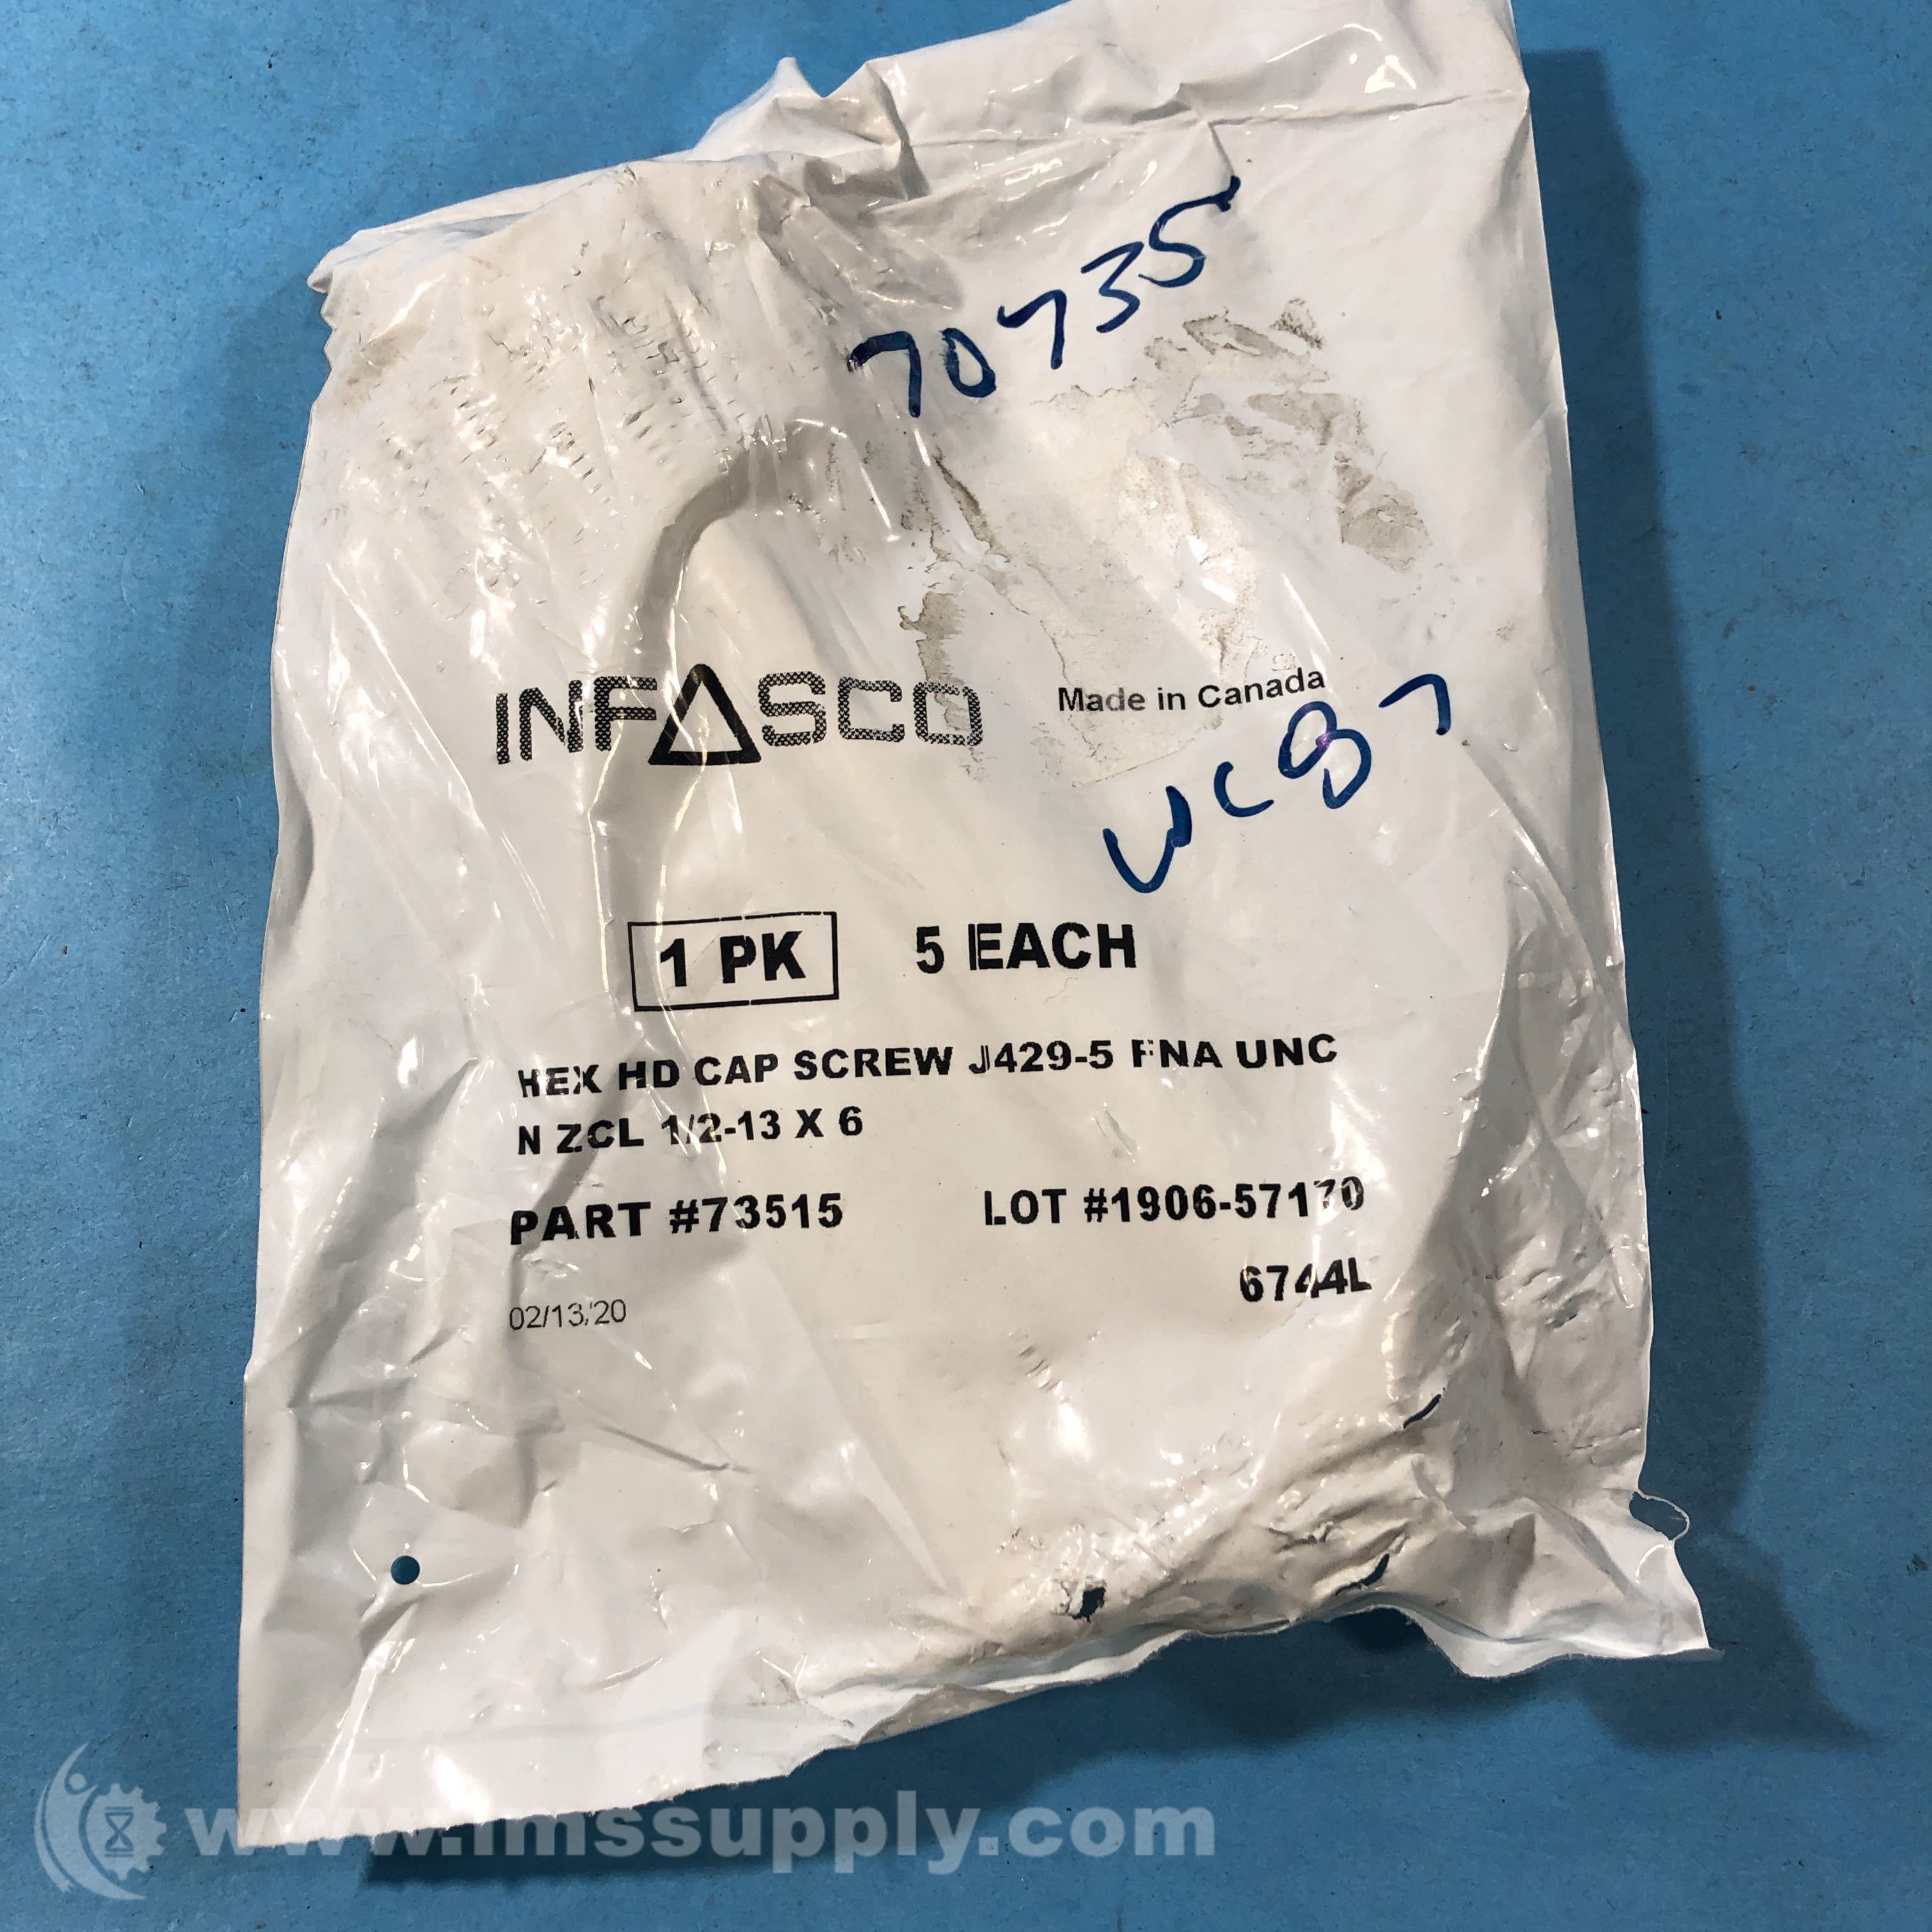 70735
INFASCO Made in Canada
WC87
1 PK 5 EACH
HEX HD CAP SCREW J429-5 FNA UNC
N ZCL 1/2-13 X 6
PART #73515 LOT #1906-57170
6744L
02/13/20
www.imssupply.com